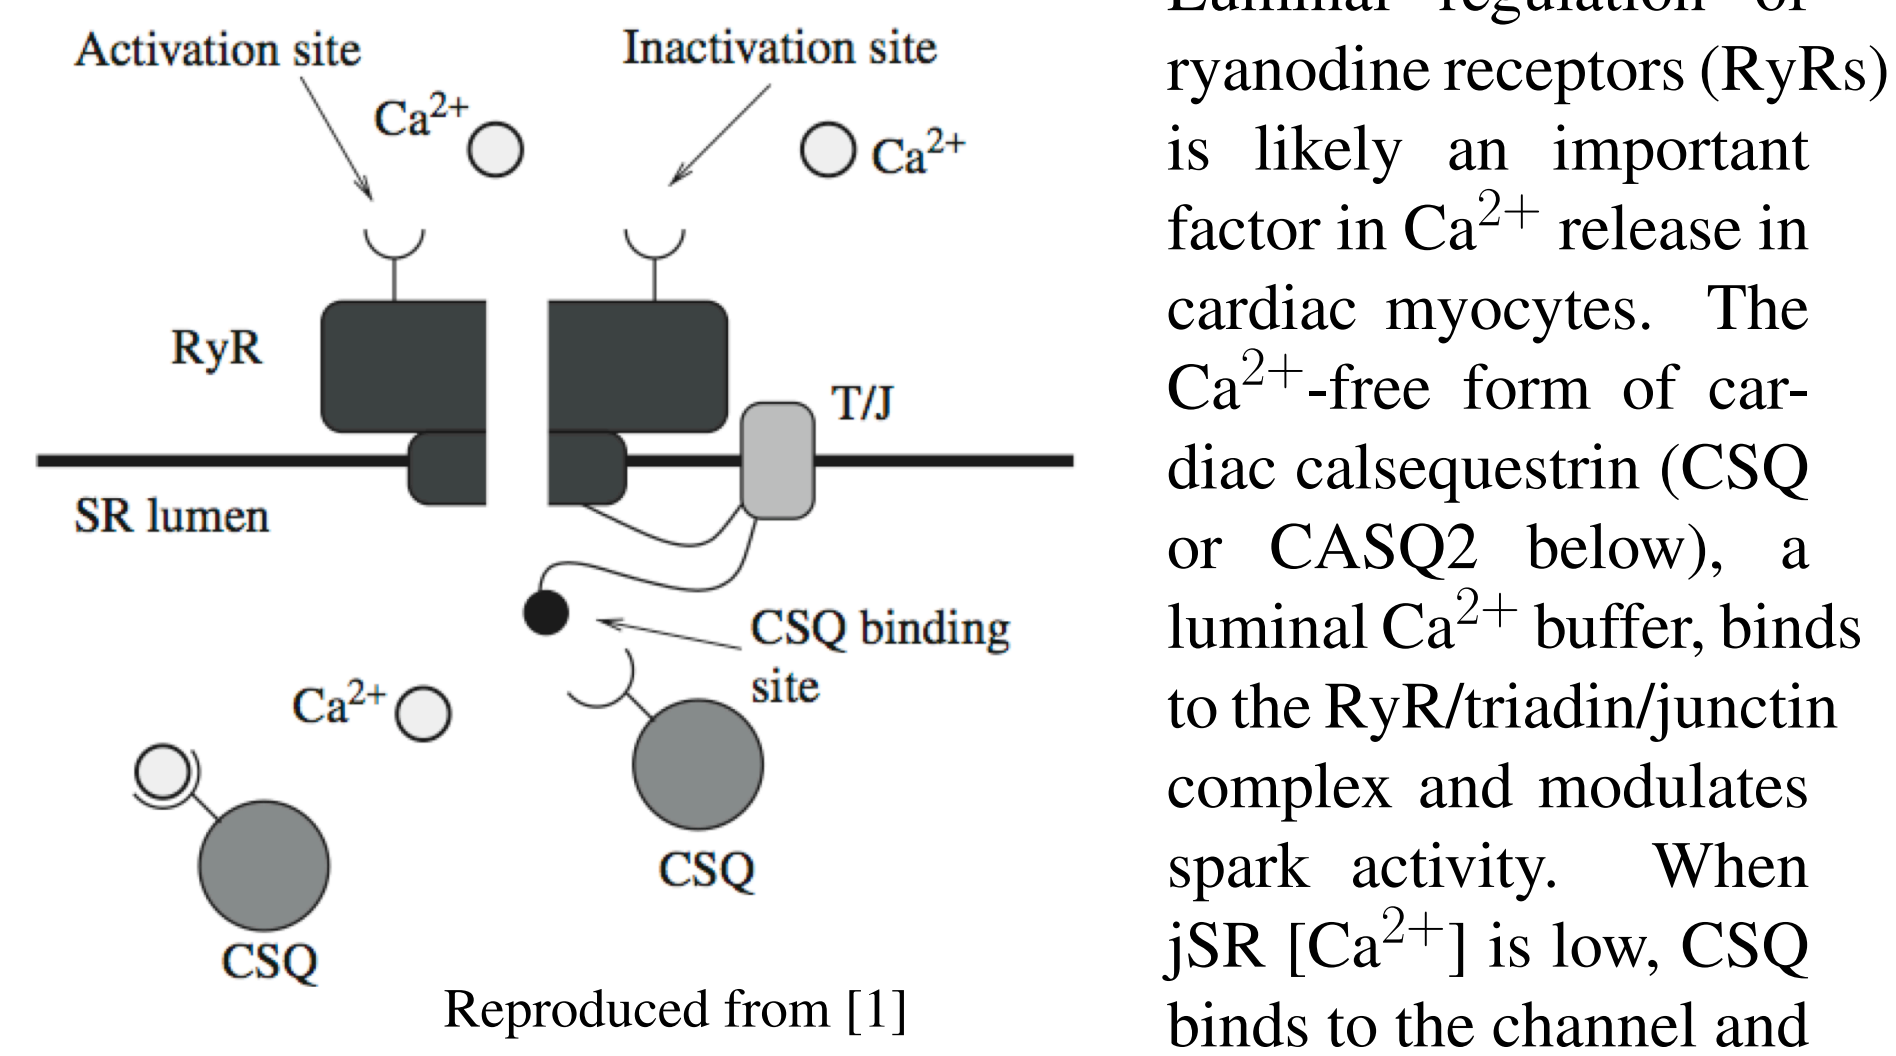 Activation site
Inactivation site
Ca²⁺
Ca²⁺
RyR
T/J
SR lumen
CSQ binding
site
Ca²⁺
CSQ
CSQ
Reproduced from [1]
Luminal regulation of
ryanodine receptors (RyRs)
is likely an important
factor in Ca²⁺ release in
cardiac myocytes. The
Ca²⁺-free form of car-
diac calsequestrin (CSQ
or CASQ2 below), a
luminal Ca²⁺ buffer, binds
to the RyR/triadin/junctin
complex and modulates
spark activity. When
jSR [Ca²⁺] is low, CSQ
binds to the channel and